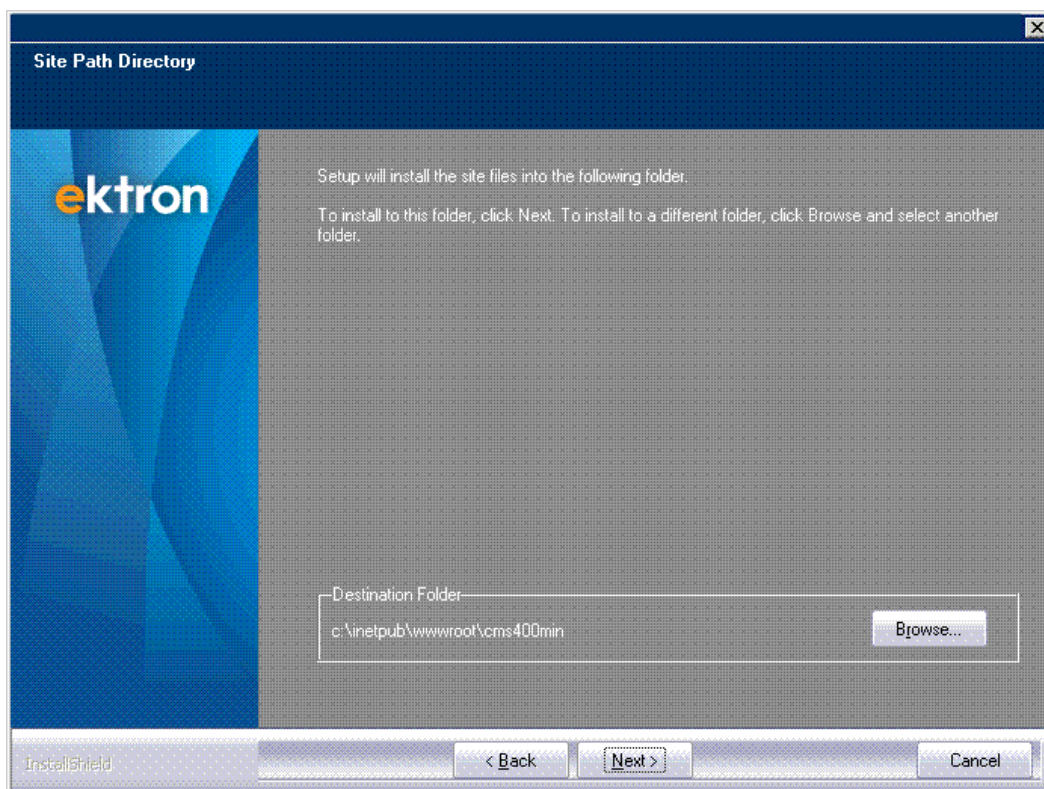 Site Path Directory
ektron
Setup will install the site files into the following folder.
To install to this folder, click Next. To install to a different folder, click Browse and select another
folder.
Destination Folder
c:\inetpub\wwwroot\cms400min
Browse...
InstallShield
< Back
Next >
Cancel